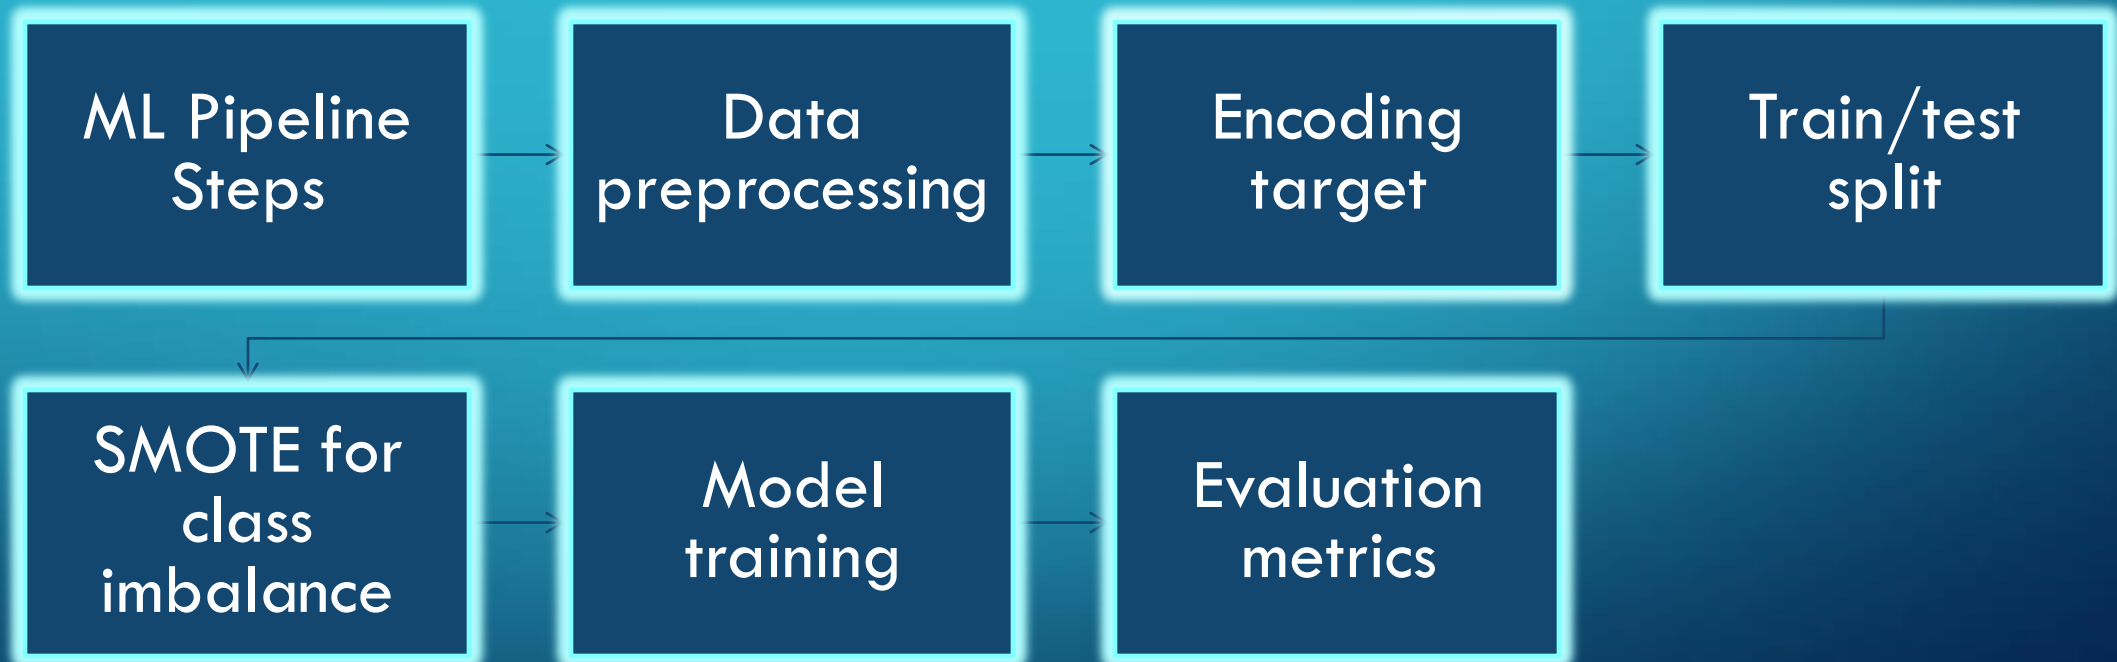 ML Pipeline
Steps
Data
preprocessing
Encoding
target
Train/test
split
SMOTE for
class
imbalance
Model
training
Evaluation
metrics